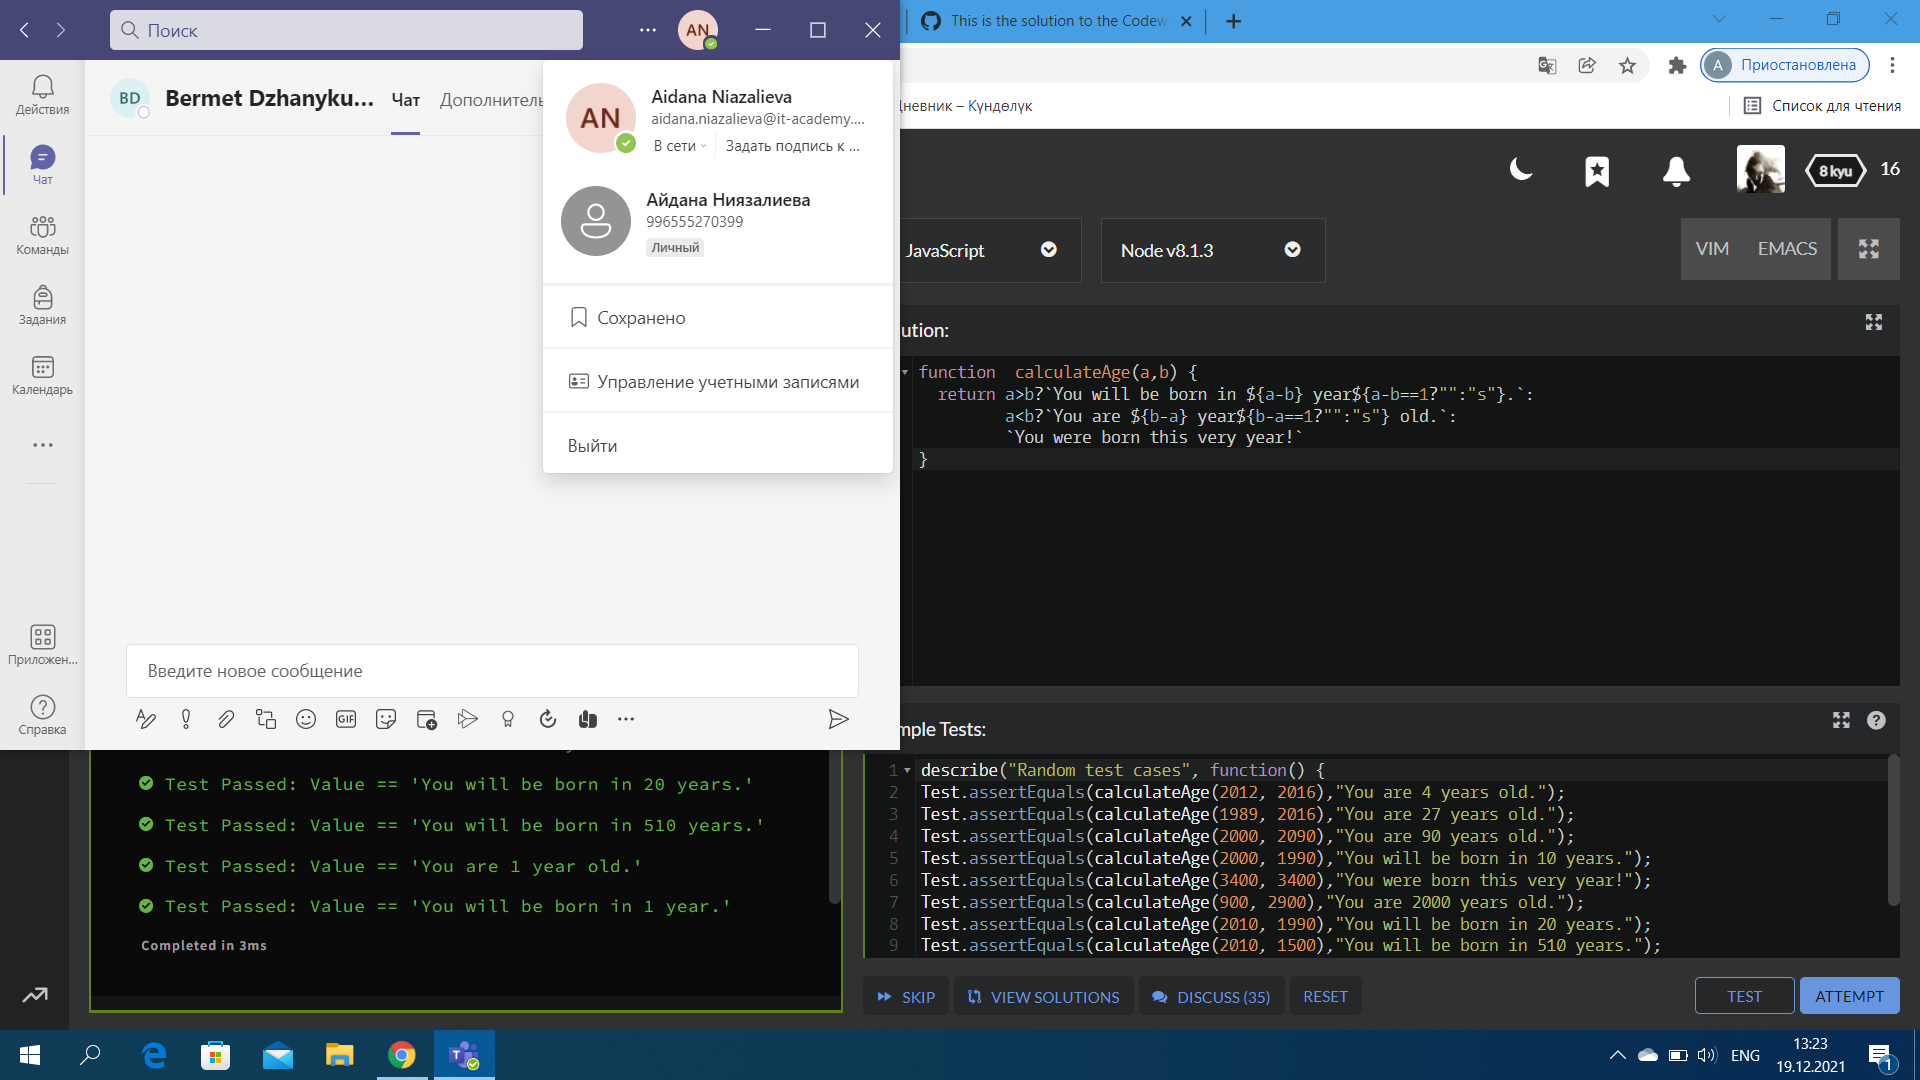 Поиск
AN
This is the solution to the Codew
A
Приостановлена
невник – Күндөлүк
Список для чтения
Действия
Чат
Команды
Задания
Календарь
Приложен...
Справка
BD
Bermet Dzhanyku...
Чат
Дополнитель
AN
Aidana Niazalieva
aidana.niazalieva@it-academy....
В сети
Задать подпись к ...
Айдана Ниязалиева
996555270399
Личный
Сохранено
Управление учетными записями
Выйти
Введите новое сообщение
GIF
8 kyu
16
JavaScript
Node v8.1.3
VIM
EMACS
ution:
function  calculateAge(a,b) {
  return a>b?`You will be born in ${a-b} year${a-b==1?"":"s"}.`:
         a<b?`You are ${b-a} year${b-a==1?"":"s"} old.`:
         `You were born this very year!`
}
mple Tests:
1 describe("Random test cases", function() {
2 Test.assertEquals(calculateAge(2012, 2016),"You are 4 years old.");
3 Test.assertEquals(calculateAge(1989, 2016),"You are 27 years old.");
4 Test.assertEquals(calculateAge(2000, 2090),"You are 90 years old.");
5 Test.assertEquals(calculateAge(2000, 1990),"You will be born in 10 years.");
6 Test.assertEquals(calculateAge(3400, 3400),"You were born this very year!");
7 Test.assertEquals(calculateAge(900, 2900),"You are 2000 years old.");
8 Test.assertEquals(calculateAge(2010, 1990),"You will be born in 20 years.");
9 Test.assertEquals(calculateAge(2010, 1500),"You will be born in 510 years.");
Test Passed: Value == 'You will be born in 20 years.'
Test Passed: Value == 'You will be born in 510 years.'
Test Passed: Value == 'You are 1 year old.'
Test Passed: Value == 'You will be born in 1 year.'
Completed in 3ms
SKIP
VIEW SOLUTIONS
DISCUSS (35)
RESET
TEST
ATTEMPT
ENG
13:23
19.12.2021
1